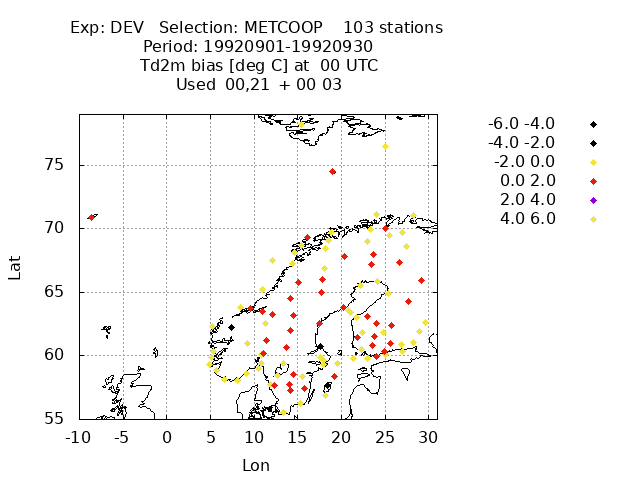 Exp: DEV   Selection: METCOOP    103 stations
Period: 19920901-19920930
Td2m bias [deg C] at  00 UTC
Used  00,21  + 00 03
-6.0 -4.0
-4.0 -2.0
-2.0 0.0
0.0 2.0
2.0 4.0
4.0 6.0
75
70
65
60
55
Lat
-10 -5 0 5 10 15 20 25 30
Lon